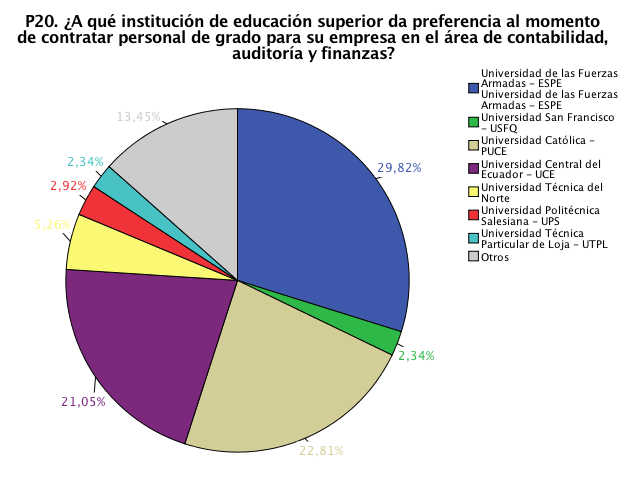 P20. ¿A qué institución de educación superior da preferencia al momento
de contratar personal de grado para su empresa en el área de contabilidad,
auditoría y finanzas?
Universidad de las Fuerzas
Armadas – ESPE
Universidad de las Fuerzas
Armadas – ESPE
Universidad San Francisco
– USFQ
Universidad Católica –
PUCE
Universidad Central del
Ecuador – UCE
Universidad Técnica del
Norte
Universidad Politécnica
Salesiana – UPS
Universidad Técnica
Particular de Loja – UTPL
Otros
13,45%
2,34%
2,92%
5,26%
29,82%
2,34%
21,05%
22,81%